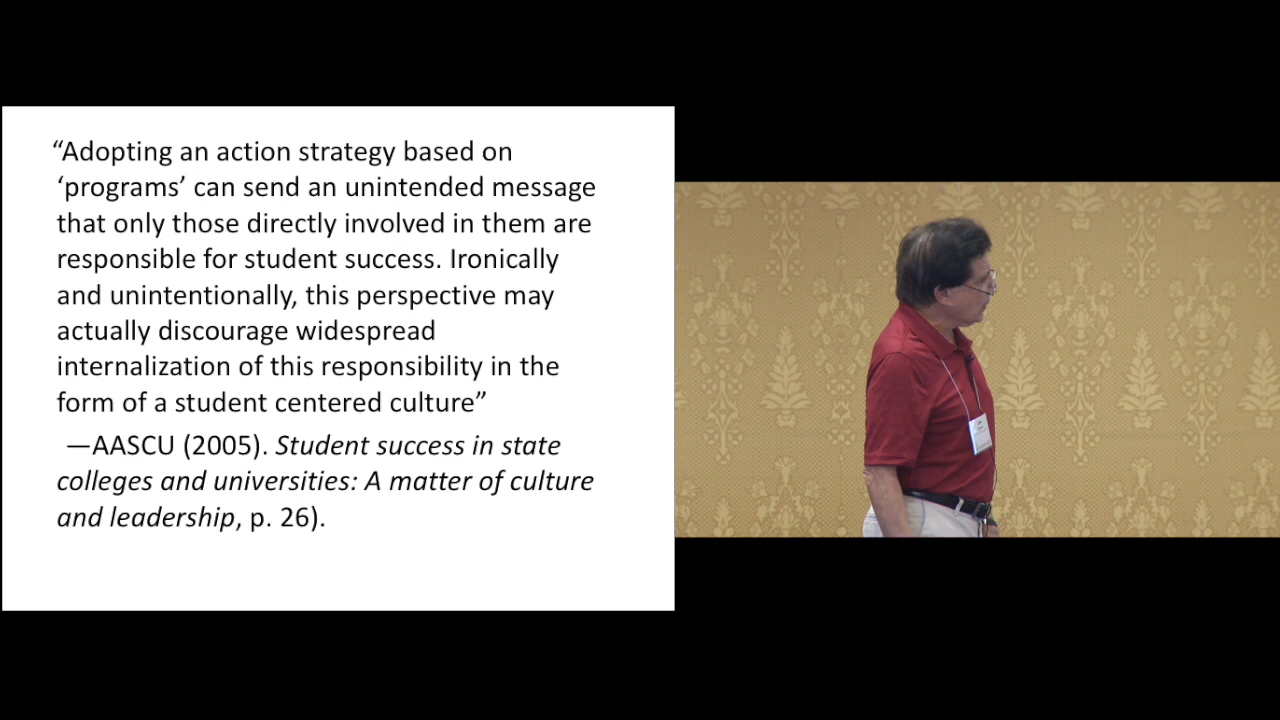 “Adopting an action strategy based on
‘programs’ can send an unintended message
that only those directly involved in them are
responsible for student success. Ironically
and unintentionally, this perspective may
actually discourage widespread
internalization of this responsibility in the
form of a student centered culture”
—AASCU (2005). Student success in state
colleges and universities: A matter of culture
and leadership, p. 26).